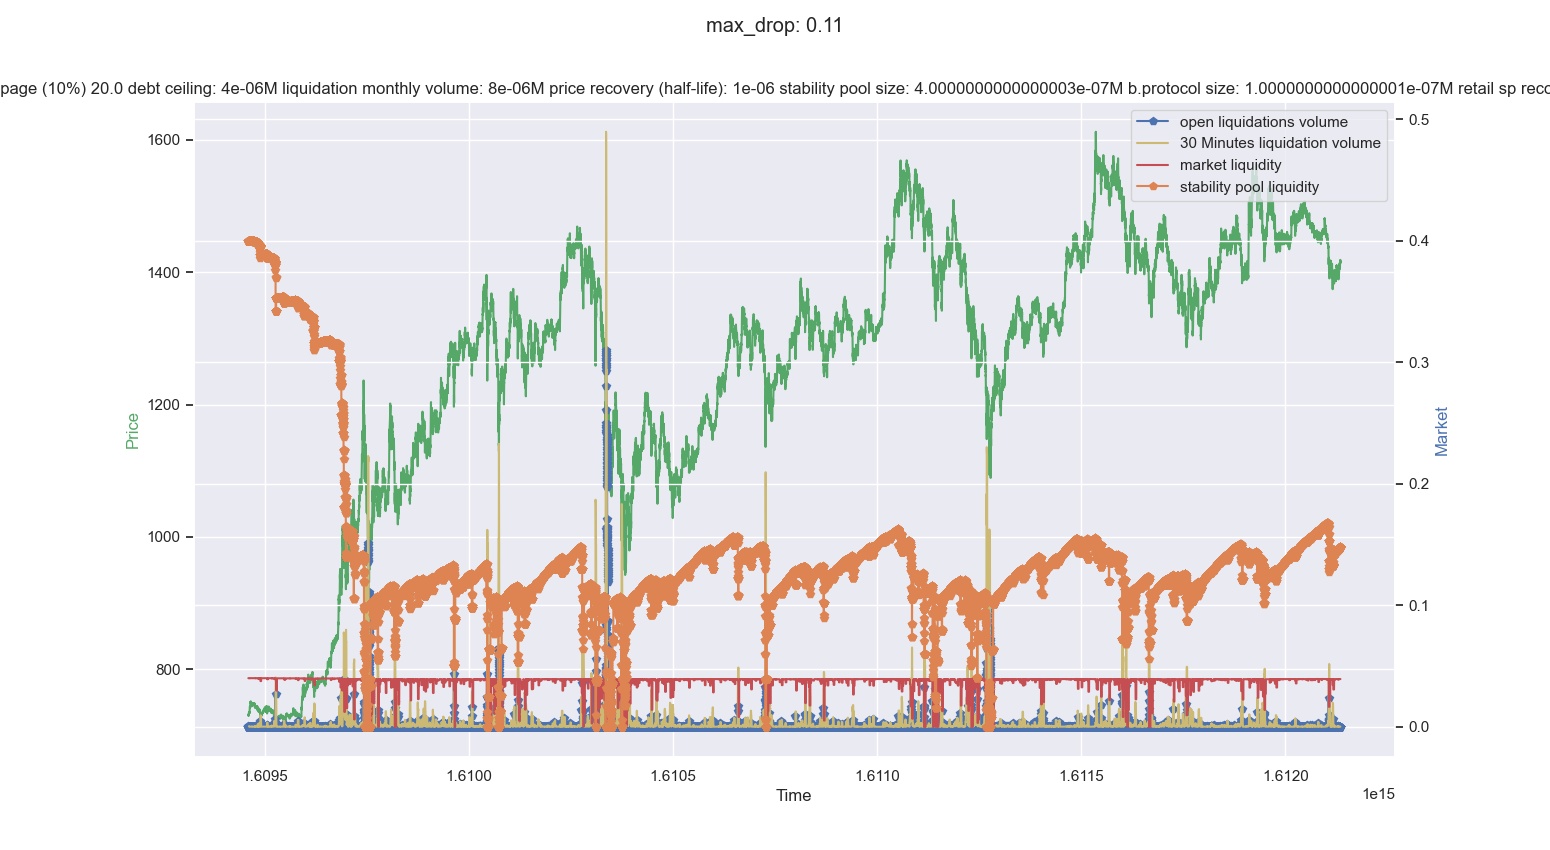 max_drop: 0.11
page (10%) 20.0 debt ceiling: 4e-06M liquidation monthly volume: 8e-06M price recovery (half-life): 1e-06 stability pool size: 4.0000000000000003e-07M b.protocol size: 1.0000000000000001e-07M retail sp reco
open liquidations volume
30 Minutes liquidation volume
market liquidity
stability pool liquidity
1600
1400
1200
1000
800
Price
0.5
0.4
0.3
0.2
0.1
0.0
Market
1.6095 1.6100 1.6105 1.6110 1.6115 1.6120
Time
1e15